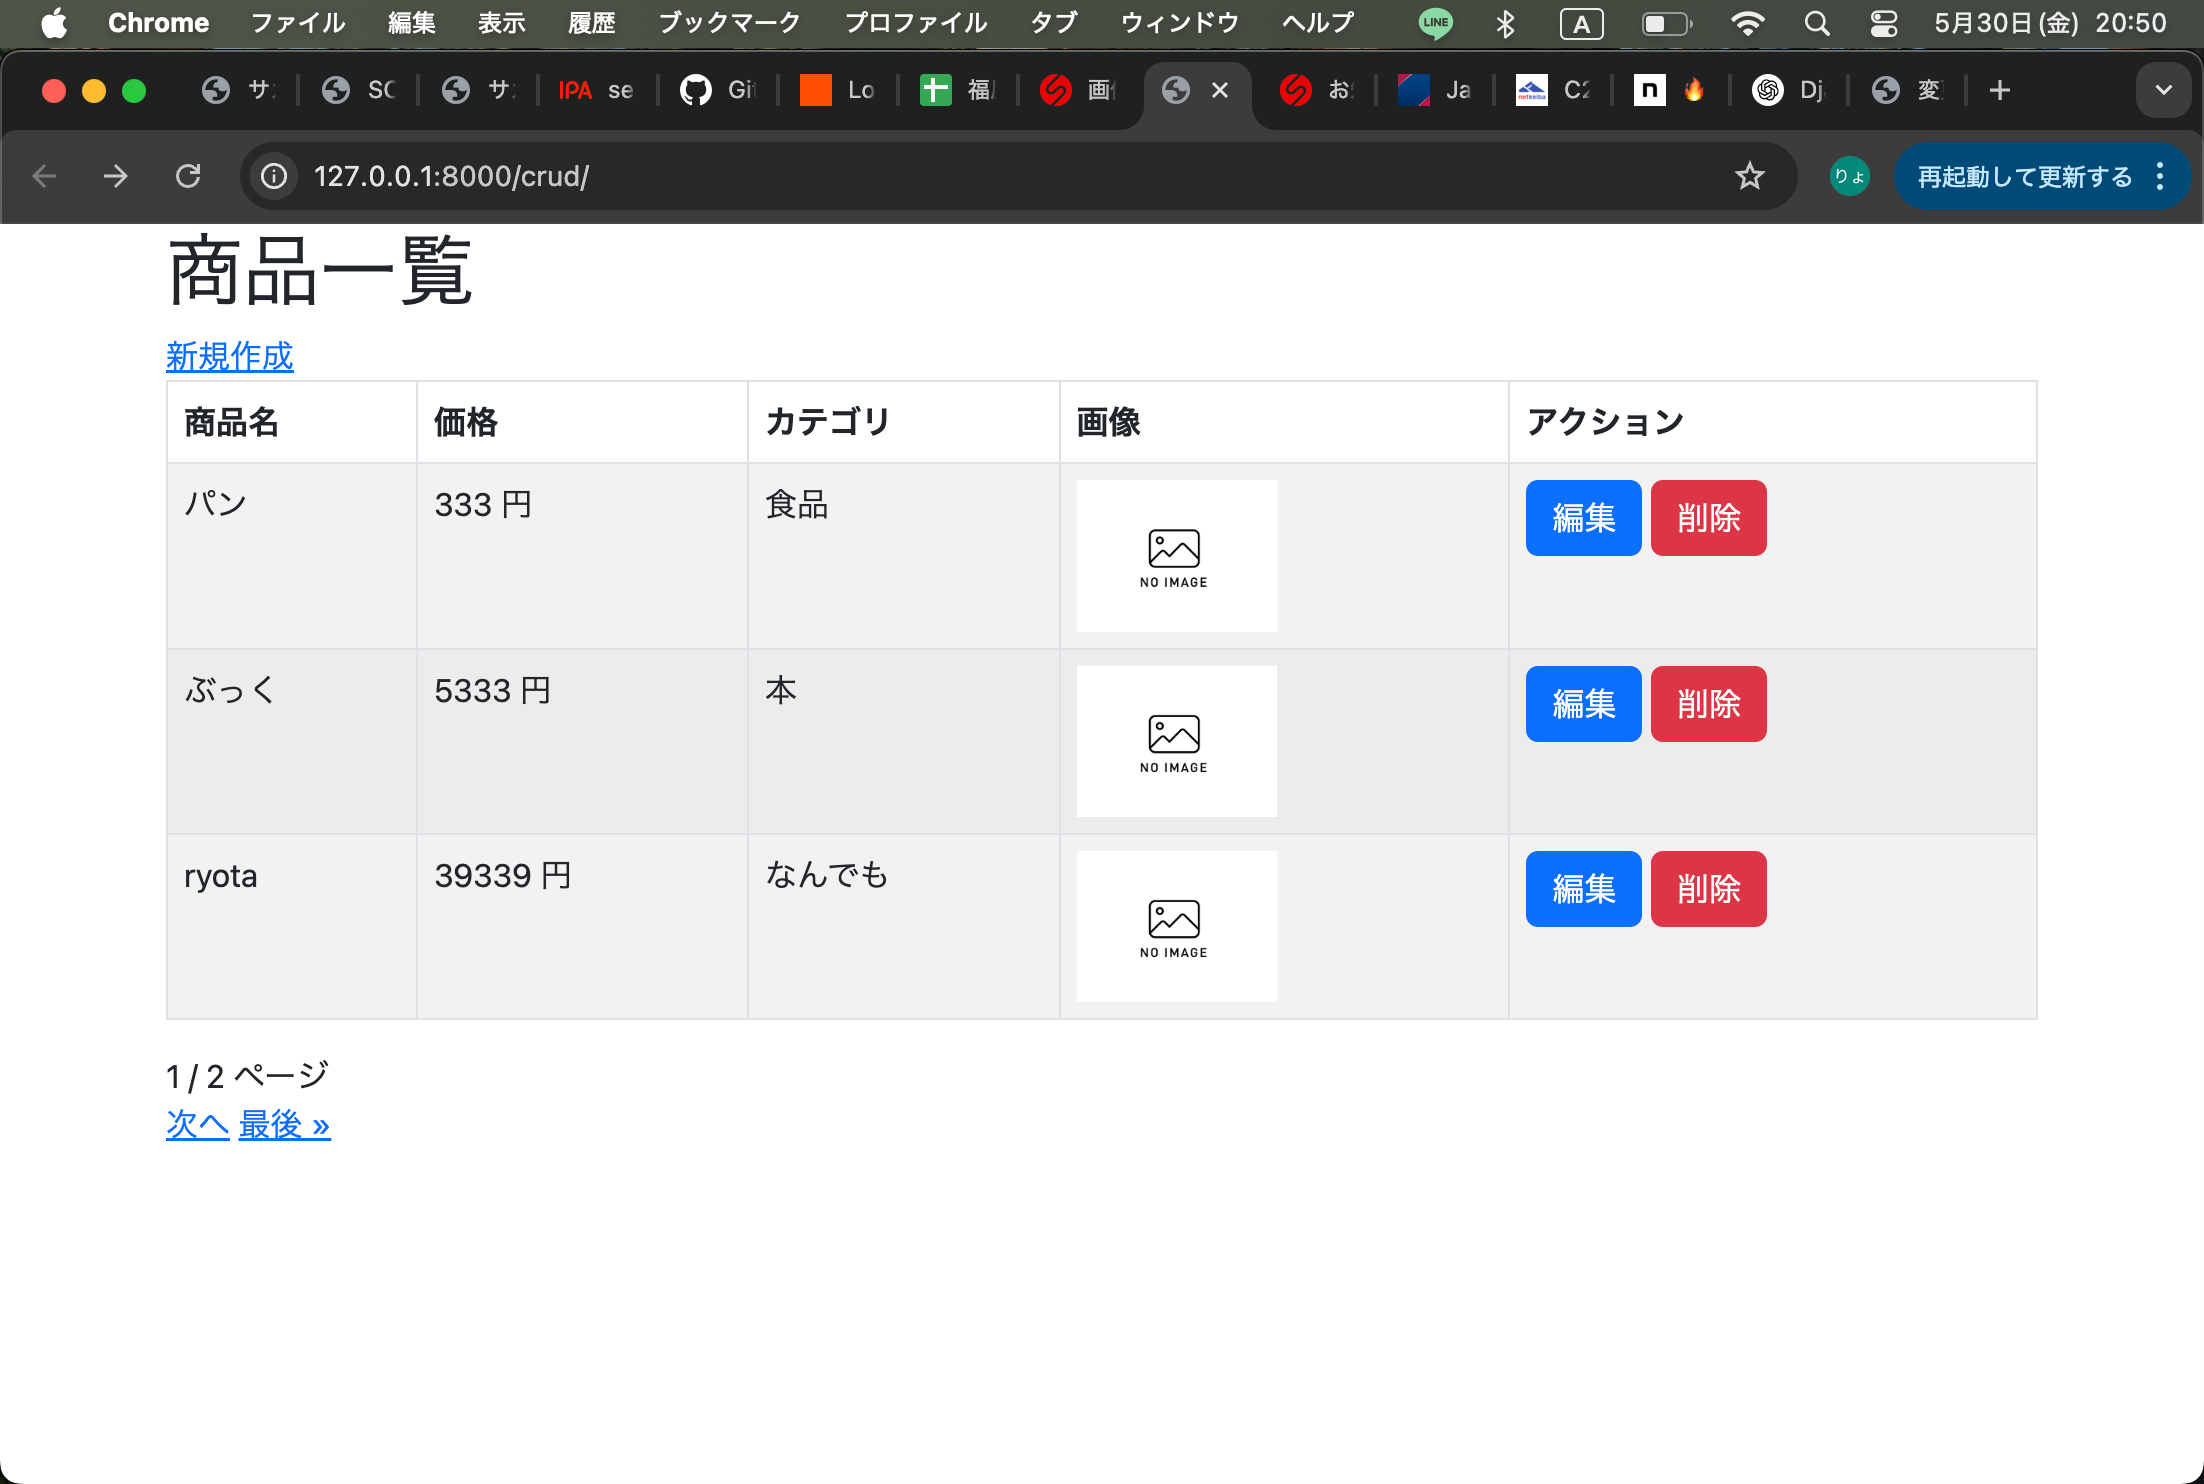 Chrome ファイル 編集 表示 履歴 ブックマーク プロファイル タブ ウィンドウ ヘルプ LINE A 5月30日(金) 20:50
サ SC サ IPA se Gi Lo 福 画 お Ja netkeiba C2 n Dj 変
127.0.0.1:8000/crud/ りょ 再起動して更新する
商品一覧
新規作成
商品名 価格 カテゴリ 画像 アクション
パン 333 円 食品 NO IMAGE 編集 削除
ぶっく 5333 円 本 NO IMAGE 編集 削除
ryota 39339 円 なんでも NO IMAGE 編集 削除
1 / 2 ページ
次へ 最後 »